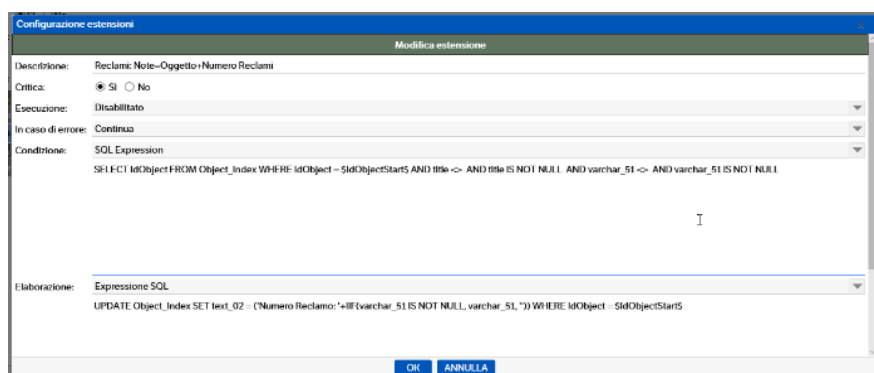 Configurazione estensioni
Modifica estensione
Descrizione: Reclami: Note=Oggetto+Numero Reclami
Critica: Sì No
Esecuzione: Disabilitato
In caso di errore: Continua
Condizione: SQL Expression
SELECT IdObject FROM Object_Index WHERE IdObject = $IdObjectStart$ AND title <> AND title IS NOT NULL AND varchar_51 <> AND varchar_51 IS NOT NULL
Elaborazione: Expressione SQL
UPDATE Object_Index SET text_02 = ('Numero Reclamo: '+IIF(varchar_51 IS NOT NULL, varchar_51, '')) WHERE IdObject = $IdObjectStart$
OK ANNULLA